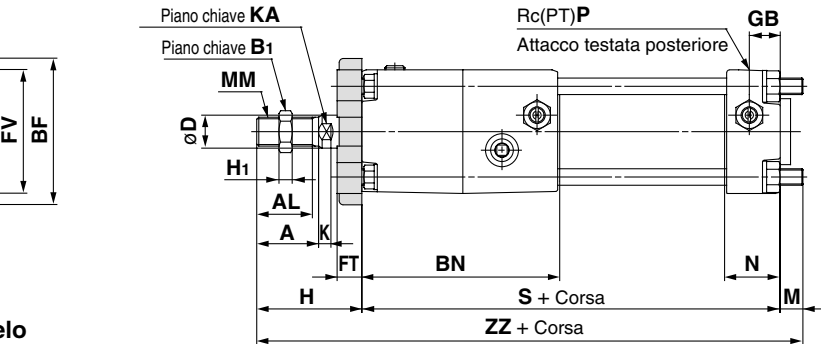 Piano chiave KA
Piano chiave B1
MM
øD
H1
AL
A
K
FT
H
BN
S + Corsa
ZZ + Corsa
Rc(PT)P
Attacco testata posteriore
GB
N
M
FV
BF
elo